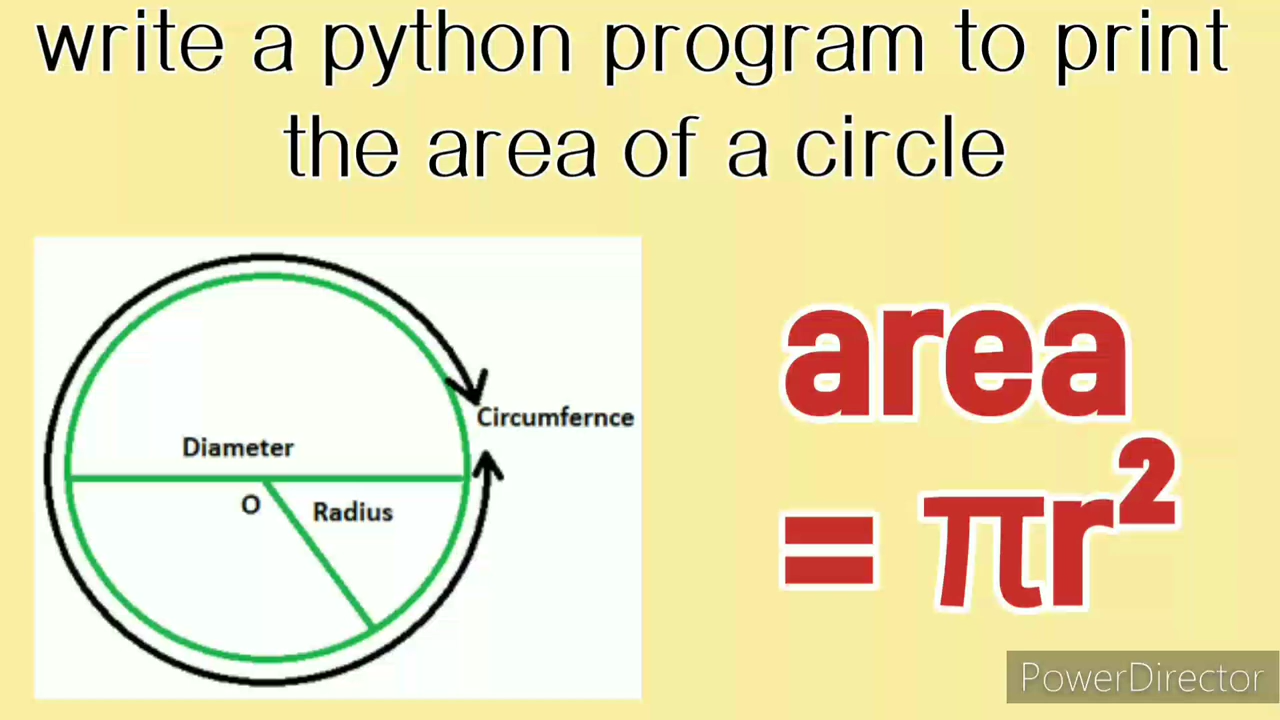 write a python program to print
the area of a circle
Circumfernce
Diameter
O
Radius
area
= πr²
PowerDirector